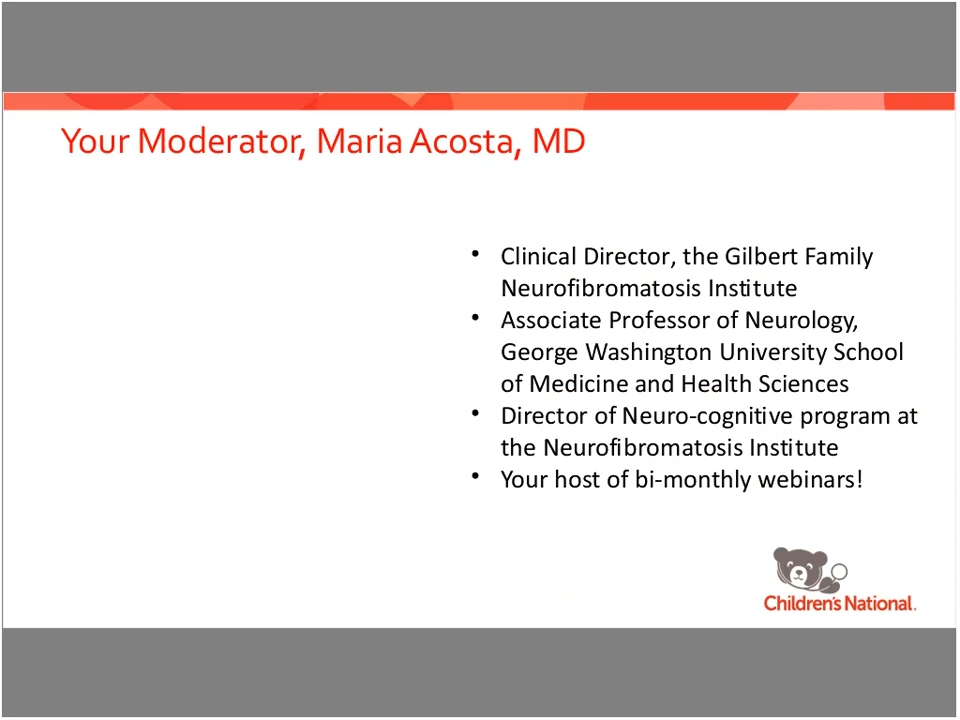 Your Moderator, Maria Acosta, MD
• Clinical Director, the Gilbert Family
Neurofibromatosis Institute
• Associate Professor of Neurology,
George Washington University School
of Medicine and Health Sciences
• Director of Neuro-cognitive program at
the Neurofibromatosis Institute
• Your host of bi-monthly webinars!
Children's National.